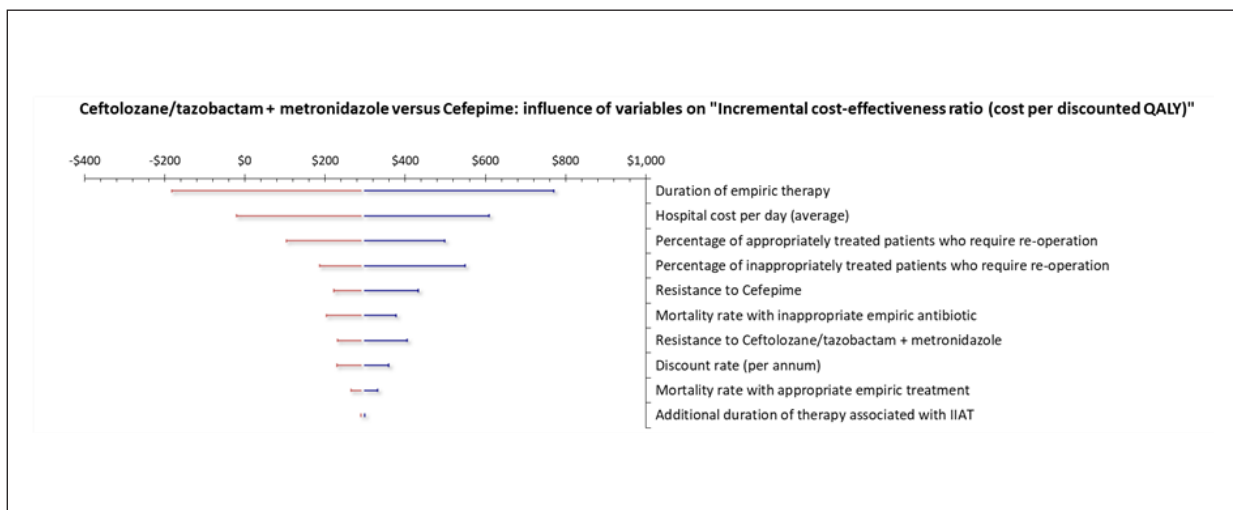 Ceftolozane/tazobactam + metronidazole versus Cefepime: influence of variables on "Incremental cost-effectiveness ratio (cost per discounted QALY)"
-$400 -$200 $0 $200 $400 $600 $800 $1,000
Duration of empiric therapy
Hospital cost per day (average)
Percentage of appropriately treated patients who require re-operation
Percentage of inappropriately treated patients who require re-operation
Resistance to Cefepime
Mortality rate with inappropriate empiric antibiotic
Resistance to Ceftolozane/tazobactam + metronidazole
Discount rate (per annum)
Mortality rate with appropriate empiric treatment
Additional duration of therapy associated with IIAT